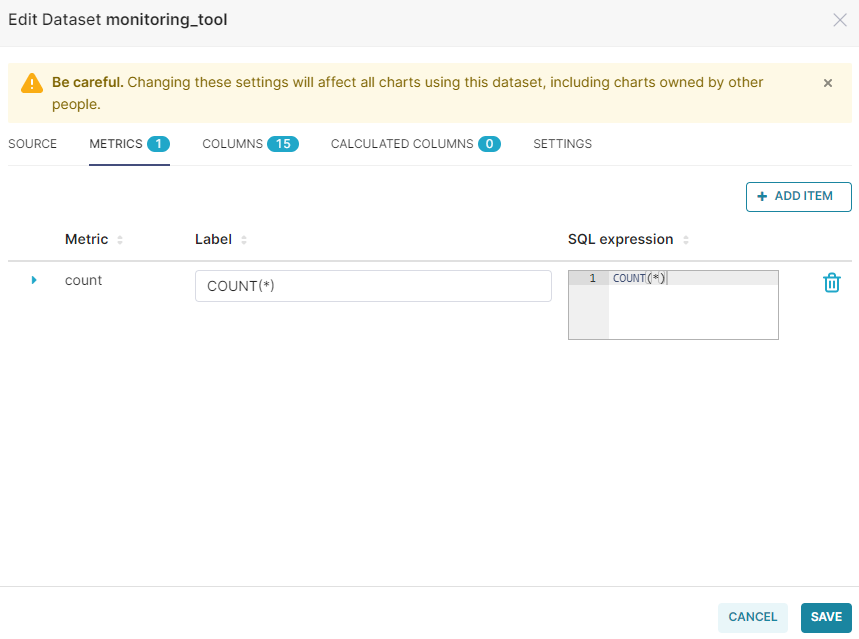 Edit Dataset monitoring_tool
Be careful. Changing these settings will affect all charts using this dataset, including charts owned by other
people.
SOURCE METRICS 1 COLUMNS 15 CALCULATED COLUMNS 0 SETTINGS
+ ADD ITEM
Metric Label SQL expression
count COUNT(*) 1 COUNT(*)
CANCEL SAVE